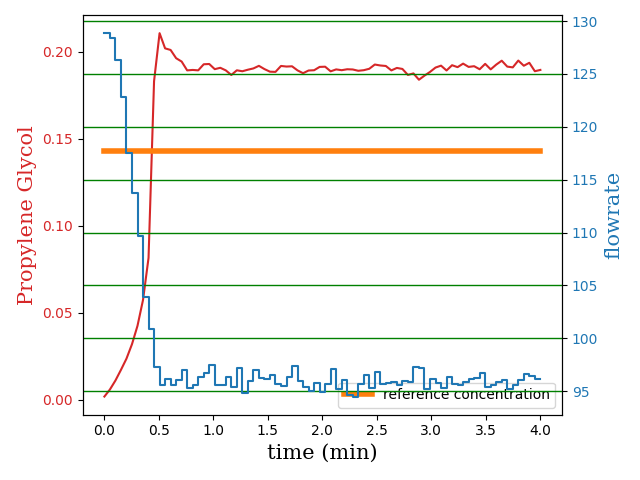 Propylene Glycol
0.20
0.15
0.10
0.05
0.00
130
125
120
115
110
105
100
95
flowrate
reference concentration
0.0 0.5 1.0 1.5 2.0 2.5 3.0 3.5 4.0
time (min)